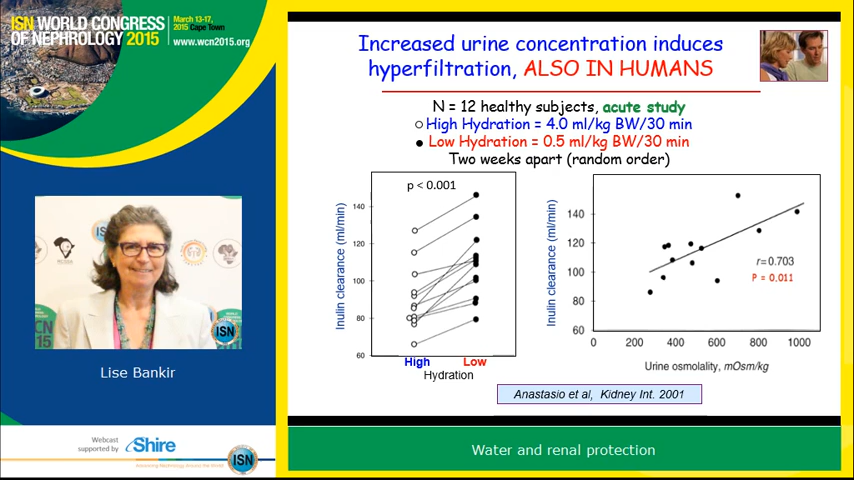 ISN WORLD CONGRESS
OF NEPHROLOGY 2015
March 13-17,
2015 Cape Town
www.wcn2015.org
Increased urine concentration induces
hyperfiltration, ALSO IN HUMANS
N = 12 healthy subjects, acute study
High Hydration = 4.0 ml/kg BW/30 min
Low Hydration = 0.5 ml/kg BW/30 min
Two weeks apart (random order)
p < 0.001
Inulin clearance (ml/min)
140
120
100
80
60
High
Low
Hydration
Inulin clearance (ml/min)
140
120
100
80
60
r=0.703
P = 0.011
0
200
400
600
800
1000
Urine osmolality, mOsm/kg
Anastasio et al, Kidney Int. 2001
ISN
Lise Bankir
Webcast
supported by
Shire
ISN
Water and renal protection